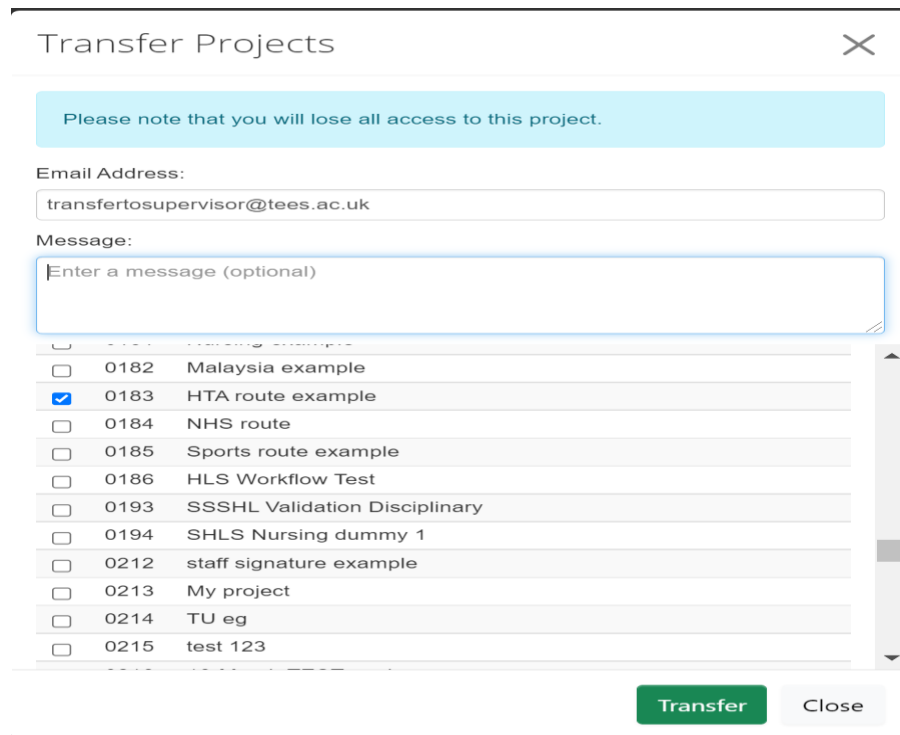 Transfer Projects
Please note that you will lose all access to this project.
Email Address:
transfertosupervisor@tees.ac.uk
Message:
Enter a message (optional)
0182 Malaysia example
0183 HTA route example
0184 NHS route
0185 Sports route example
0186 HLS Workflow Test
0193 SSSHL Validation Disciplinary
0194 SHLS Nursing dummy 1
0212 staff signature example
0213 My project
0214 TU eg
0215 test 123
Transfer Close